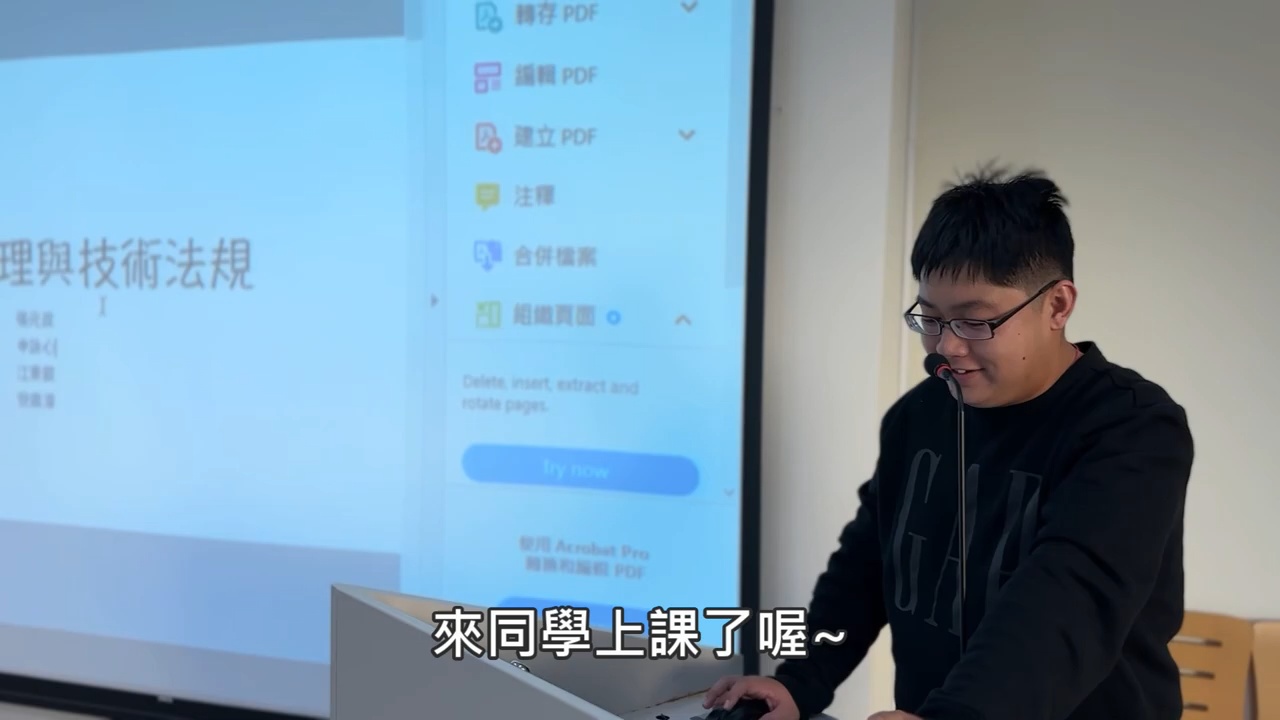 轉存 PDF
編輯 PDF
建立 PDF
注釋
合併檔案
組織頁面
Delete, insert, extract and
rotate pages.
Try now
使用 Acrobat Pro
轉換和編輯 PDF
理與技術法規
GAP
來同學上課了喔~